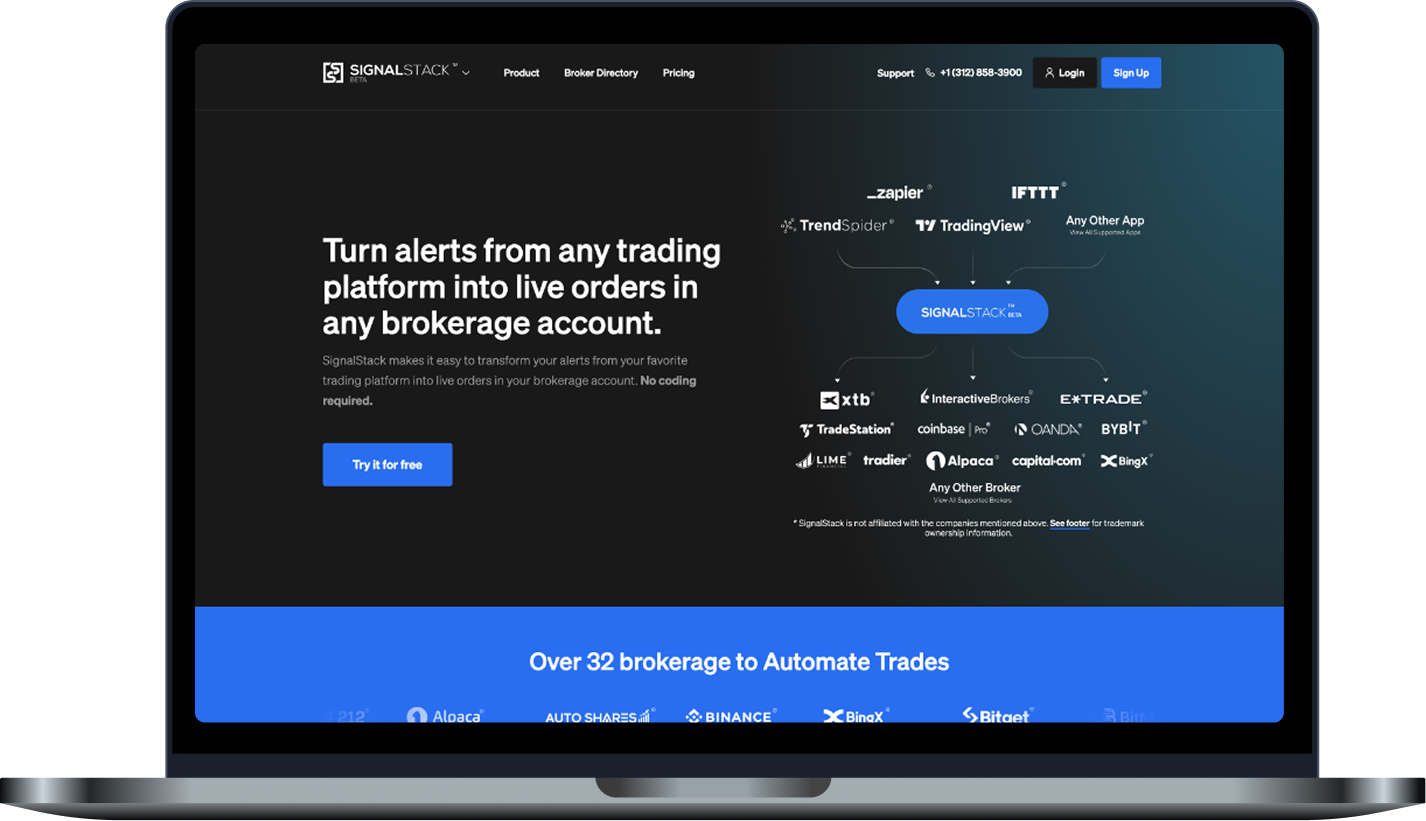 SIGNALSTACK™
BETA
Product
Broker Directory
Pricing
Support
+1 (312) 858-3900
Login
Sign Up
_zapier®
IFTTT®
TrendSpider®
TradingView®
Any Other App
View All Supported Apps
Turn alerts from any trading
platform into live orders in
any brokerage account.
SignalStack makes it easy to transform your alerts from your favorite
trading platform into live orders in your brokerage account. No coding
required.
Try it for free
SIGNALSTACK™ BETA
xtb®
InteractiveBrokers®
E*TRADE®
TradeStation®
coinbase | Pro®
OANDA®
BYBIT®
LIME®
FINANCIAL
tradier®
Alpaca®
capital.com®
BingX®
Any Other Broker
View All Supported Brokers
* SignalStack is not affiliated with the companies mentioned above. See footer for trademark
ownership information.
Over 32 brokerage to Automate Trades
212®
Alpaca®
AUTO SHARES®
BINANCE®
BingX®
Bitget®